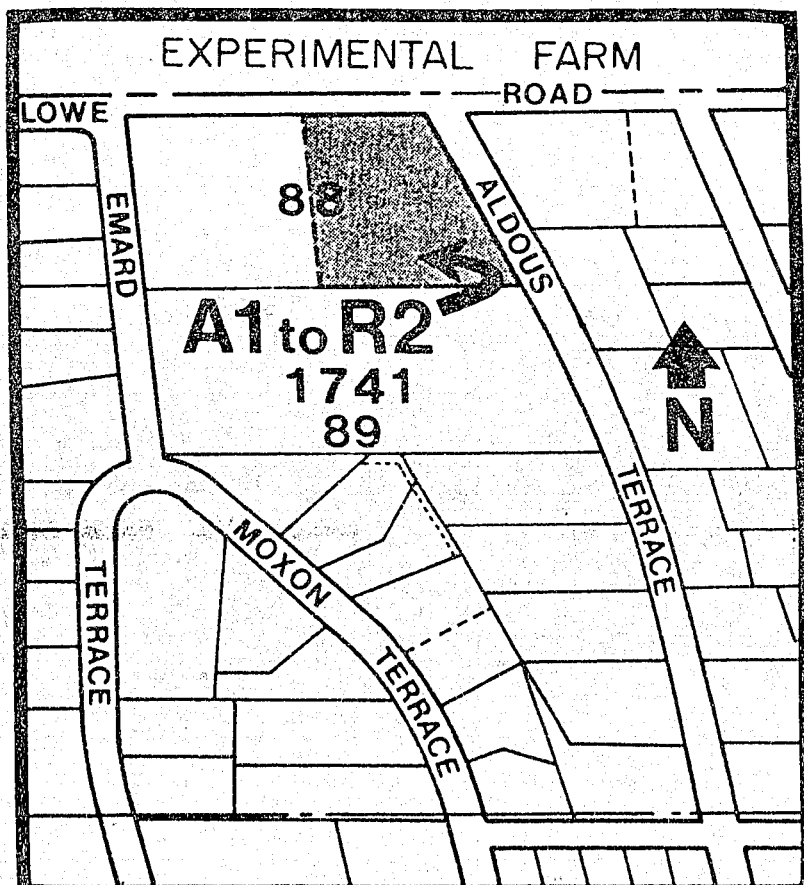 EXPERIMENTAL FARM
LOWE ROAD
EMARD TERRACE
88
ALDOUS TERRACE
A1 to R2
1741
89
N
MOXON TERRACE